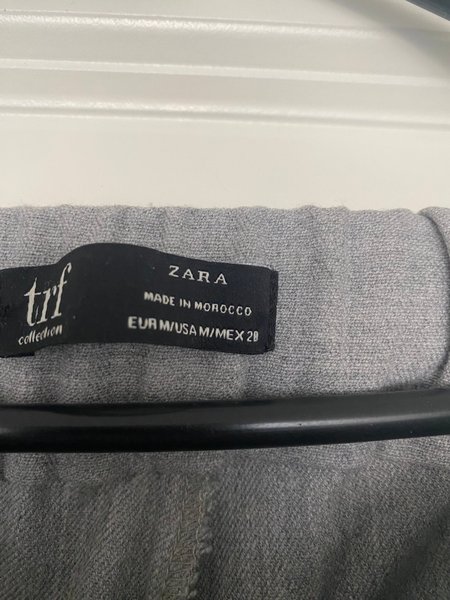 trf
collection
ZARA
MADE IN MOROCCO
EUR M/USA M/MEX 28